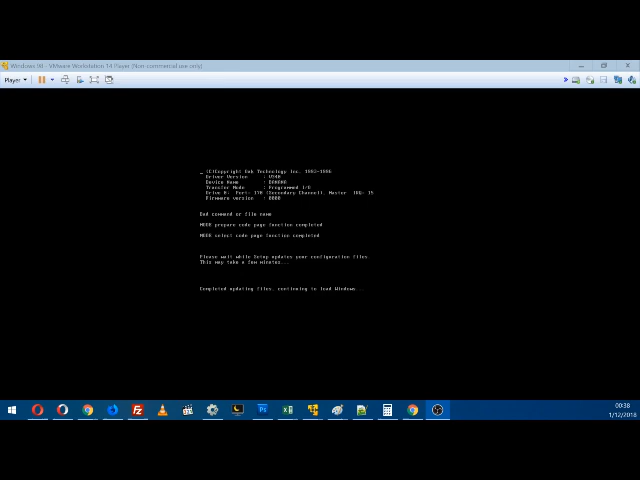 Windows 98 - VMware Workstation 14 Player (Non-commercial use only)
Player
(C)Copyright Oak Technology Inc. 1993-1996
Driver Version : V340
Device Name : BANANA
Transfer Mode : Programmed I/O
Drive 0: Port= 170 (Secondary Channel), Master IRQ= 15
Firmware version : 0000
Bad command or file name
MODE prepare code page function completed
MODE select code page function completed
Please wait while Setup updates your configuration files
This may take a few minutes...
Completed updating files, continuing to load Windows...
00:38
1/12/2018